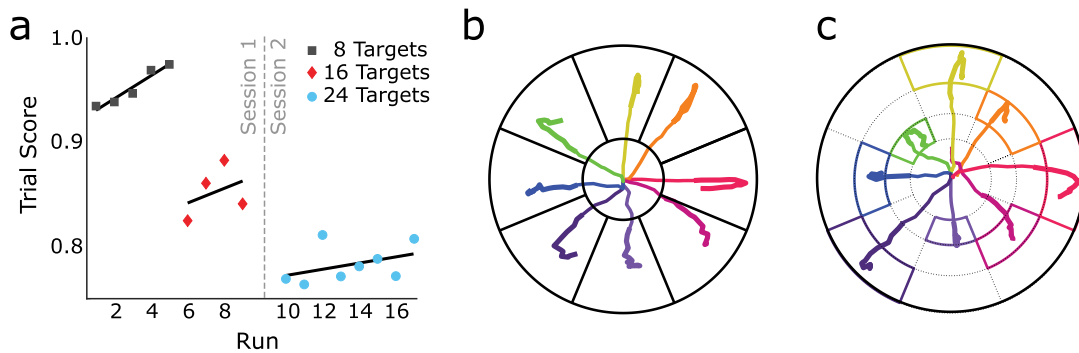 a
b
c
Trial Score
1.0
0.9
0.8
Session 1
Session 2
8 Targets
16 Targets
24 Targets
2 4 6 8 10 12 14 16
Run